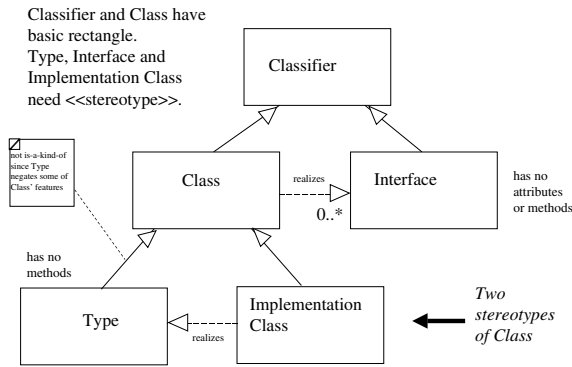 Classifier and Class have
basic rectangle.
Type, Interface and
Implementation Class
need <<stereotype>>.
Classifier
not is-a-kind-of
since Type
negates some of
Class' features
Class
realizes
0..*
Interface
has no
attributes
or methods
has no
methods
Type
realizes
Implementation
Class
Two
stereotypes
of Class